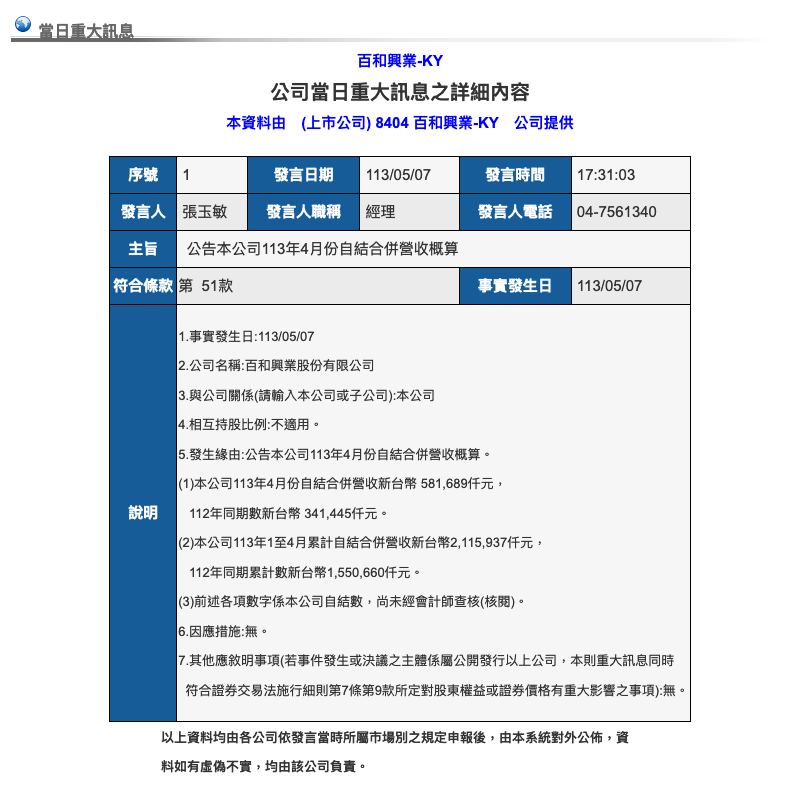 當日重大訊息
百和興業-KY
公司當日重大訊息之詳細內容
本資料由 (上市公司) 8404 百和興業-KY 公司提供
序號 1 發言日期 113/05/07 發言時間 17:31:03
發言人 張玉敏 發言人職稱 經理 發言人電話 04-7561340
主旨 公告本公司113年4月份自結合併營收概算
符合條款 第 51款 事實發生日 113/05/07
說明
1.事實發生日:113/05/07
2.公司名稱:百和興業股份有限公司
3.與公司關係(請輸入本公司或子公司):本公司
4.相互持股比例:不適用。
5.發生緣由:公告本公司113年4月份自結合併營收概算。
(1)本公司113年4月份自結合併營收新台幣 581,689仟元，
112年同期數新台幣 341,445仟元。
(2)本公司113年1至4月累計自結合併營收新台幣2,115,937仟元，
112年同期累計數新台幣1,550,660仟元。
(3)前述各項數字係本公司自結數，尚未經會計師查核(核閱)。
6.因應措施:無。
7.其他應敘明事項(若事件發生或決議之主體係屬公開發行以上公司，本則重大訊息同時
符合證券交易法施行細則第7條第9款所定對股東權益或證券價格有重大影響之事項):無。
以上資料均由各公司依發言當時所屬市場別之規定申報後，由本系統對外公佈，資
料如有虛偽不實，均由該公司負責。